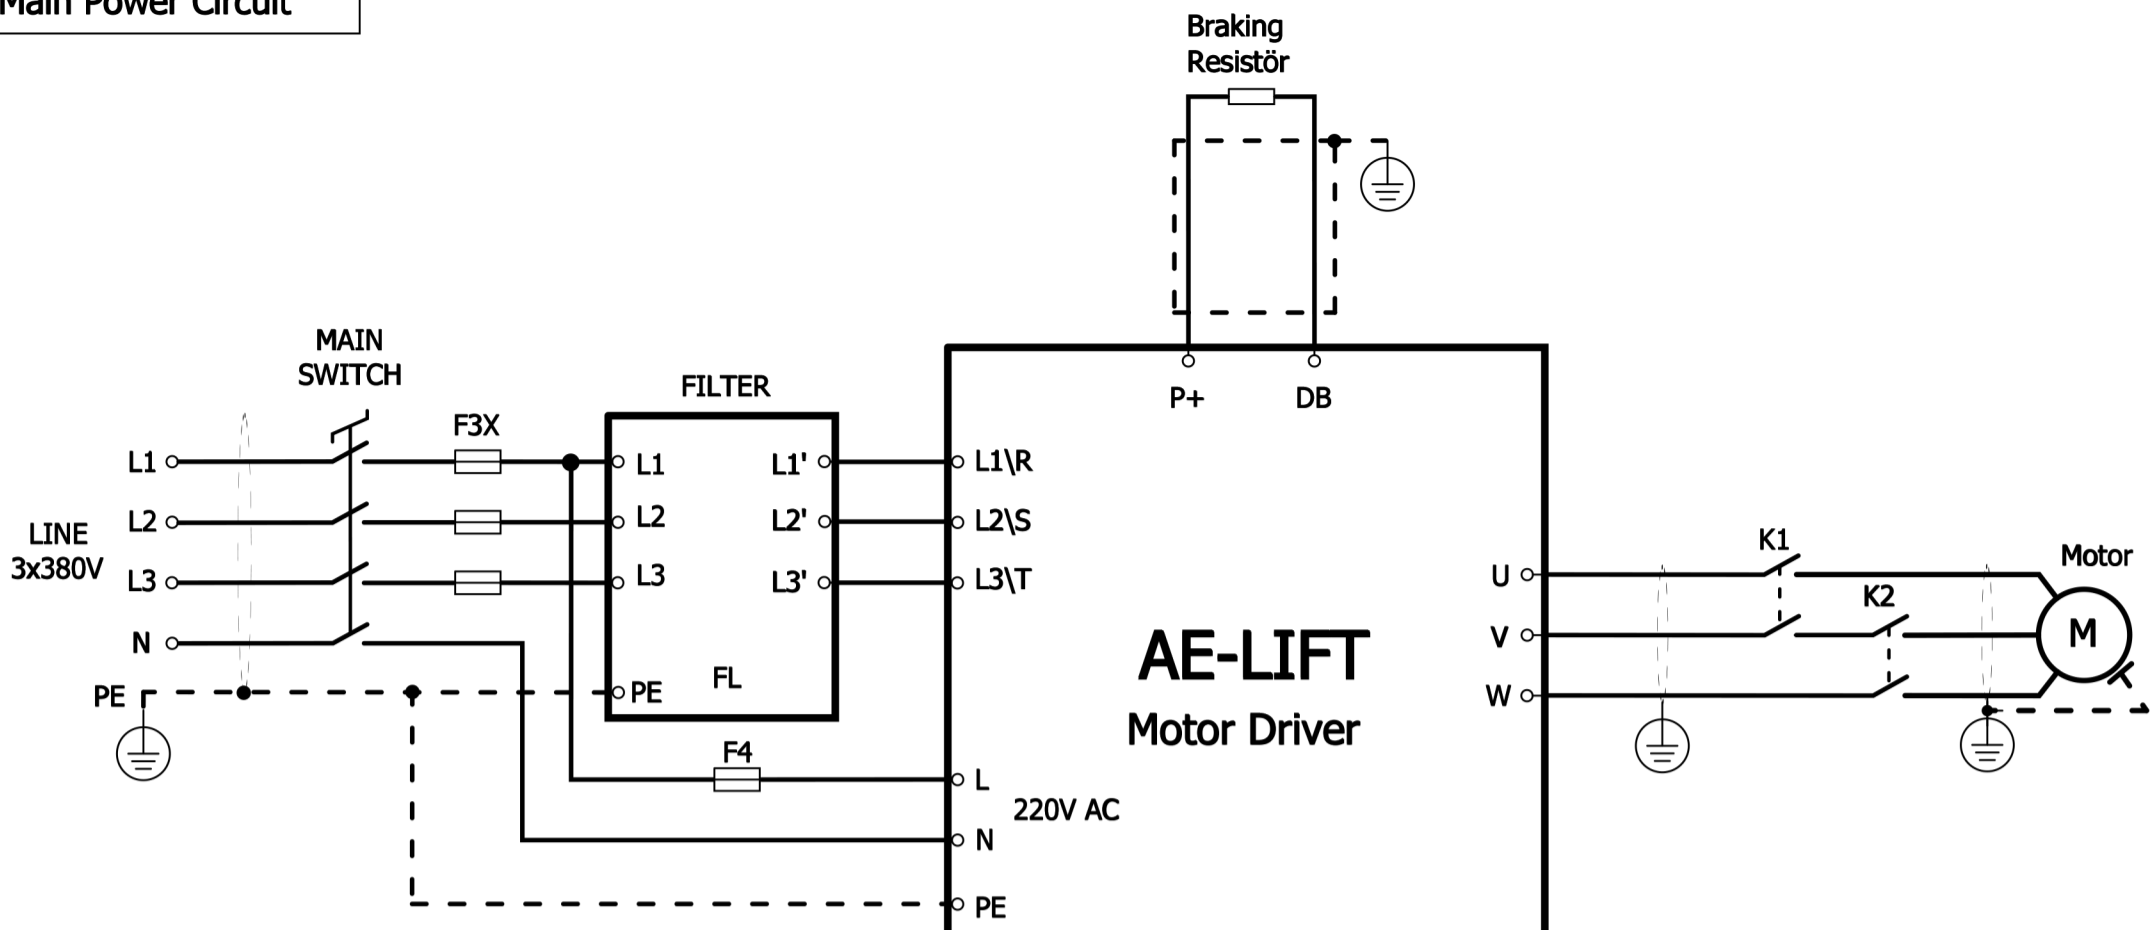 Main Power Circuit
Braking
Resistör
MAIN
SWITCH
FILTER
P+
DB
F3X
L1
L1
L1'
L1\R
LINE
3x380V
L2
L2
L2'
L2\S
L3
L3
L3'
L3\T
N
PE
PE
FL
F4
L
220V AC
N
PE
AE-LIFT
Motor Driver
U
V
W
K1
K2
Motor
M